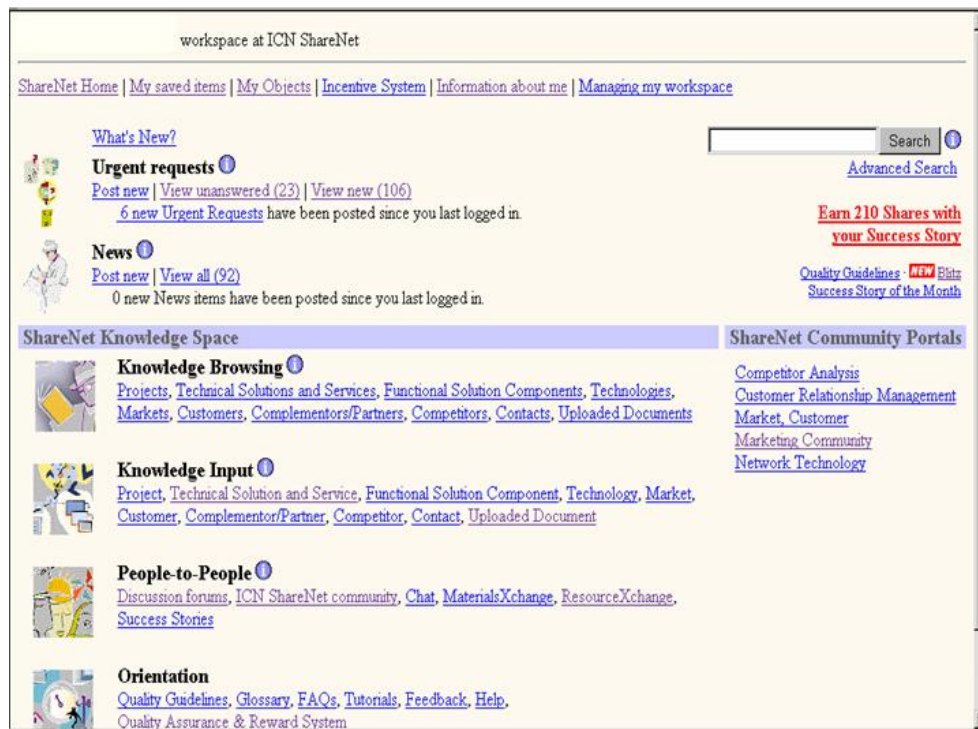 workspace at ICN ShareNet
ShareNet Home | My saved items | My Objects | Incentive System | Information about me | Managing my workspace
What's New?
Search
Urgent requests
Advanced Search
Post new | View unanswered (23) | View new (106)
6 new Urgent Requests have been posted since you last logged in.
Earn 210 Shares with
your Success Story
News
Post new | View all (92)
0 new News items have been posted since you last logged in.
Quality Guidelines · NEW Blitz
Success Story of the Month
ShareNet Knowledge Space
ShareNet Community Portals
Knowledge Browsing
Projects, Technical Solutions and Services, Functional Solution Components, Technologies,
Markets, Customers, Complementors/Partners, Competitors, Contacts, Uploaded Documents
Competitor Analysis
Customer Relationship Management
Market, Customer
Marketing Community
Network Technology
Knowledge Input
Project, Technical Solution and Service, Functional Solution Component, Technology, Market,
Customer, Complementor/Partner, Competitor, Contact, Uploaded Document
People-to-People
Discussion forums, ICN ShareNet community, Chat, MaterialsXchange, ResourceXchange,
Success Stories
Orientation
Quality Guidelines, Glossary, FAQs, Tutorials, Feedback, Help,
Quality Assurance & Reward System